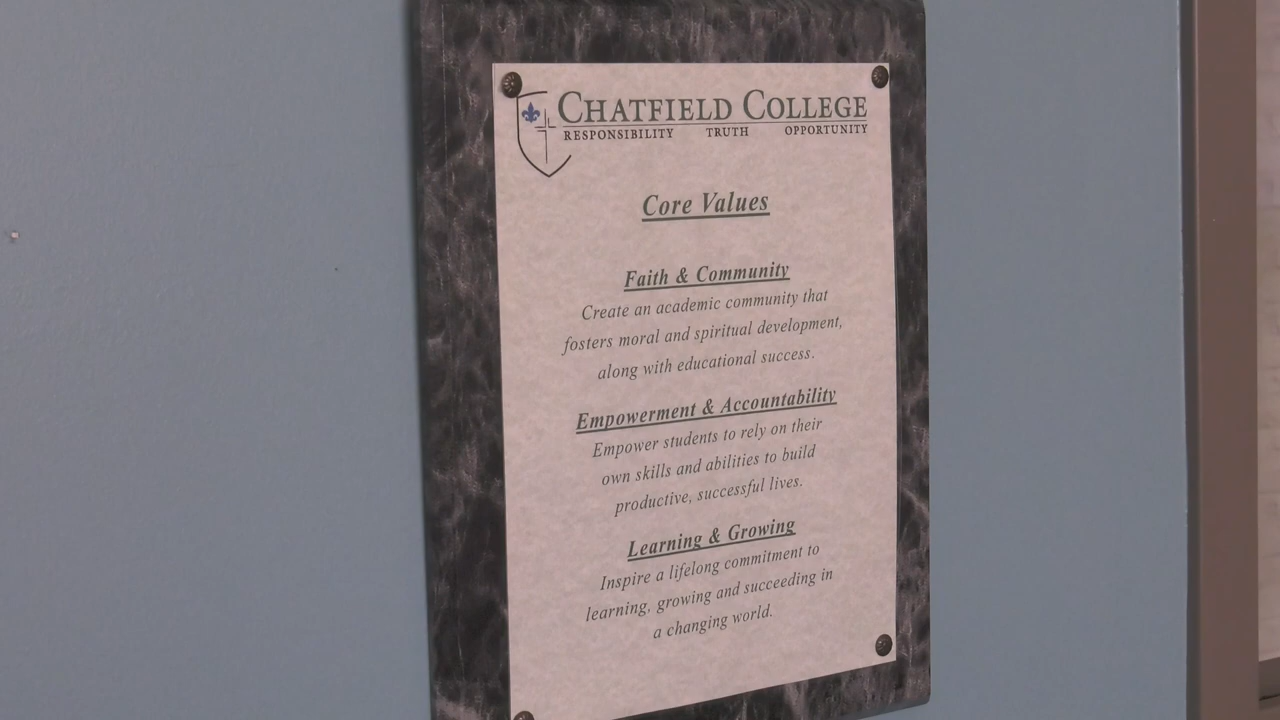 CHATFIELD COLLEGE
RESPONSIBILITY TRUTH OPPORTUNITY
Core Values
Faith & Community
Create an academic community that
fosters moral and spiritual development,
along with educational success.
Empowerment & Accountability
Empower students to rely on their
own skills and abilities to build
productive, successful lives.
Learning & Growing
Inspire a lifelong commitment to
learning, growing and succeeding in
a changing world.